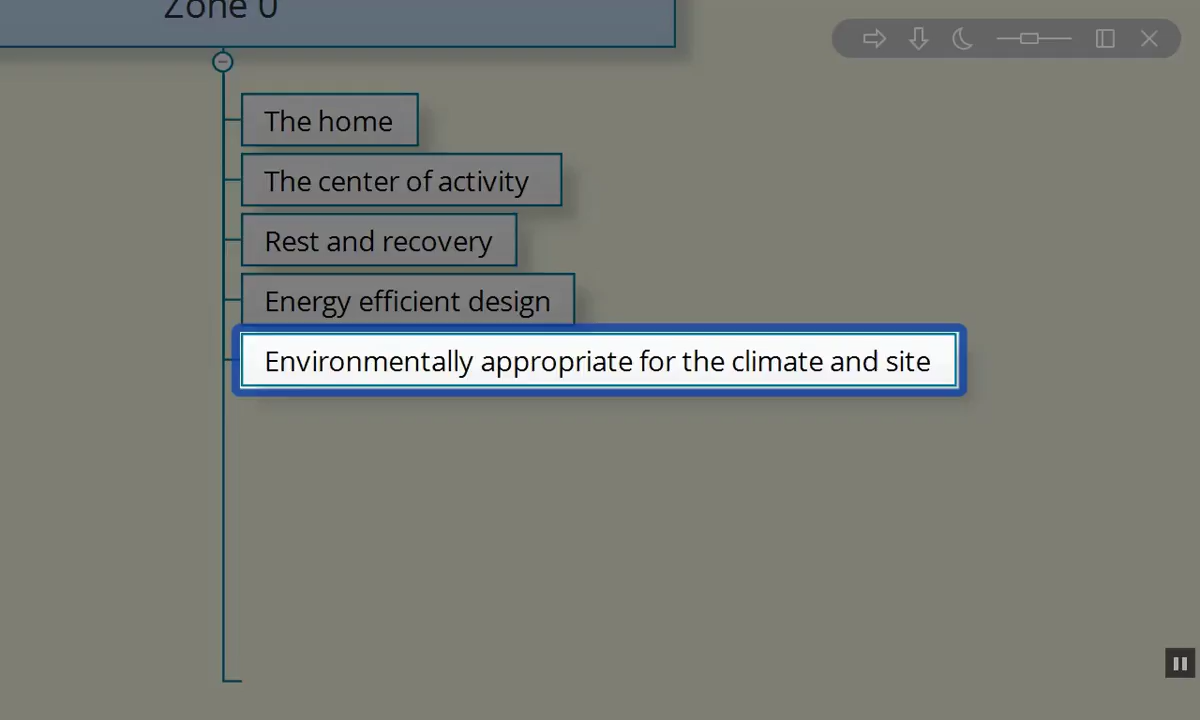 Zone 0
The home
The center of activity
Rest and recovery
Energy efficient design
Environmentally appropriate for the climate and site